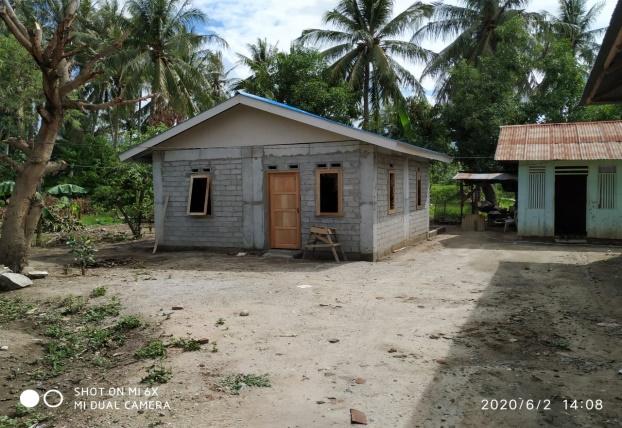 SHOT ON MI 6X
MI DUAL CAMERA
2020/6/2 14:08